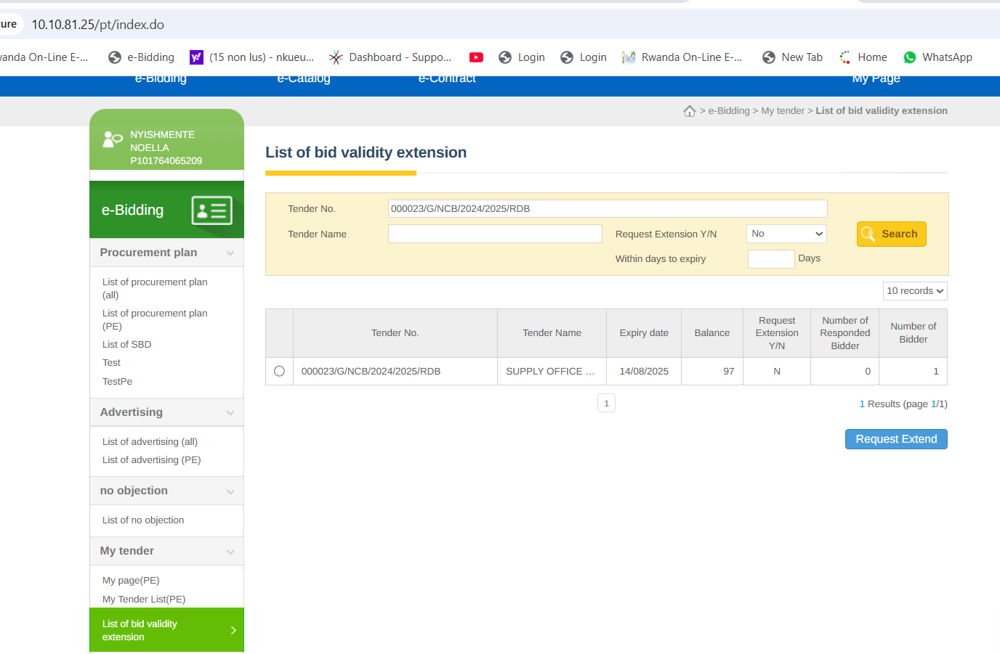 ure 10.10.81.25/pt/index.do
wanda On-Line E-... e-Bidding (15 non lus) - nkueu... Dashboard - Suppo... Login Login Rwanda On-Line E-... New Tab Home WhatsApp
e-Bidding e-Catalog e-Contract My Page
> e-Bidding > My tender > List of bid validity extension
NYISHMENTE
NOELLA
P101764065209
e-Bidding
Procurement plan
List of procurement plan
(all)
List of procurement plan
(PE)
List of SBD
Test
TestPe
Advertising
List of advertising (all)
List of advertising (PE)
no objection
List of no objection
My tender
My page(PE)
My Tender List(PE)
List of bid validity
extension
List of bid validity extension
Tender No. 000023/G/NCB/2024/2025/RDB
Tender Name Request Extension Y/N No Search
Within days to expiry Days
10 records
Tender No. Tender Name Expiry date Balance Request Extension Y/N Number of Responded Bidder Number of Bidder
000023/G/NCB/2024/2025/RDB SUPPLY OFFICE ... 14/08/2025 97 N 0 1
1 1 Results (page 1/1)
Request Extend